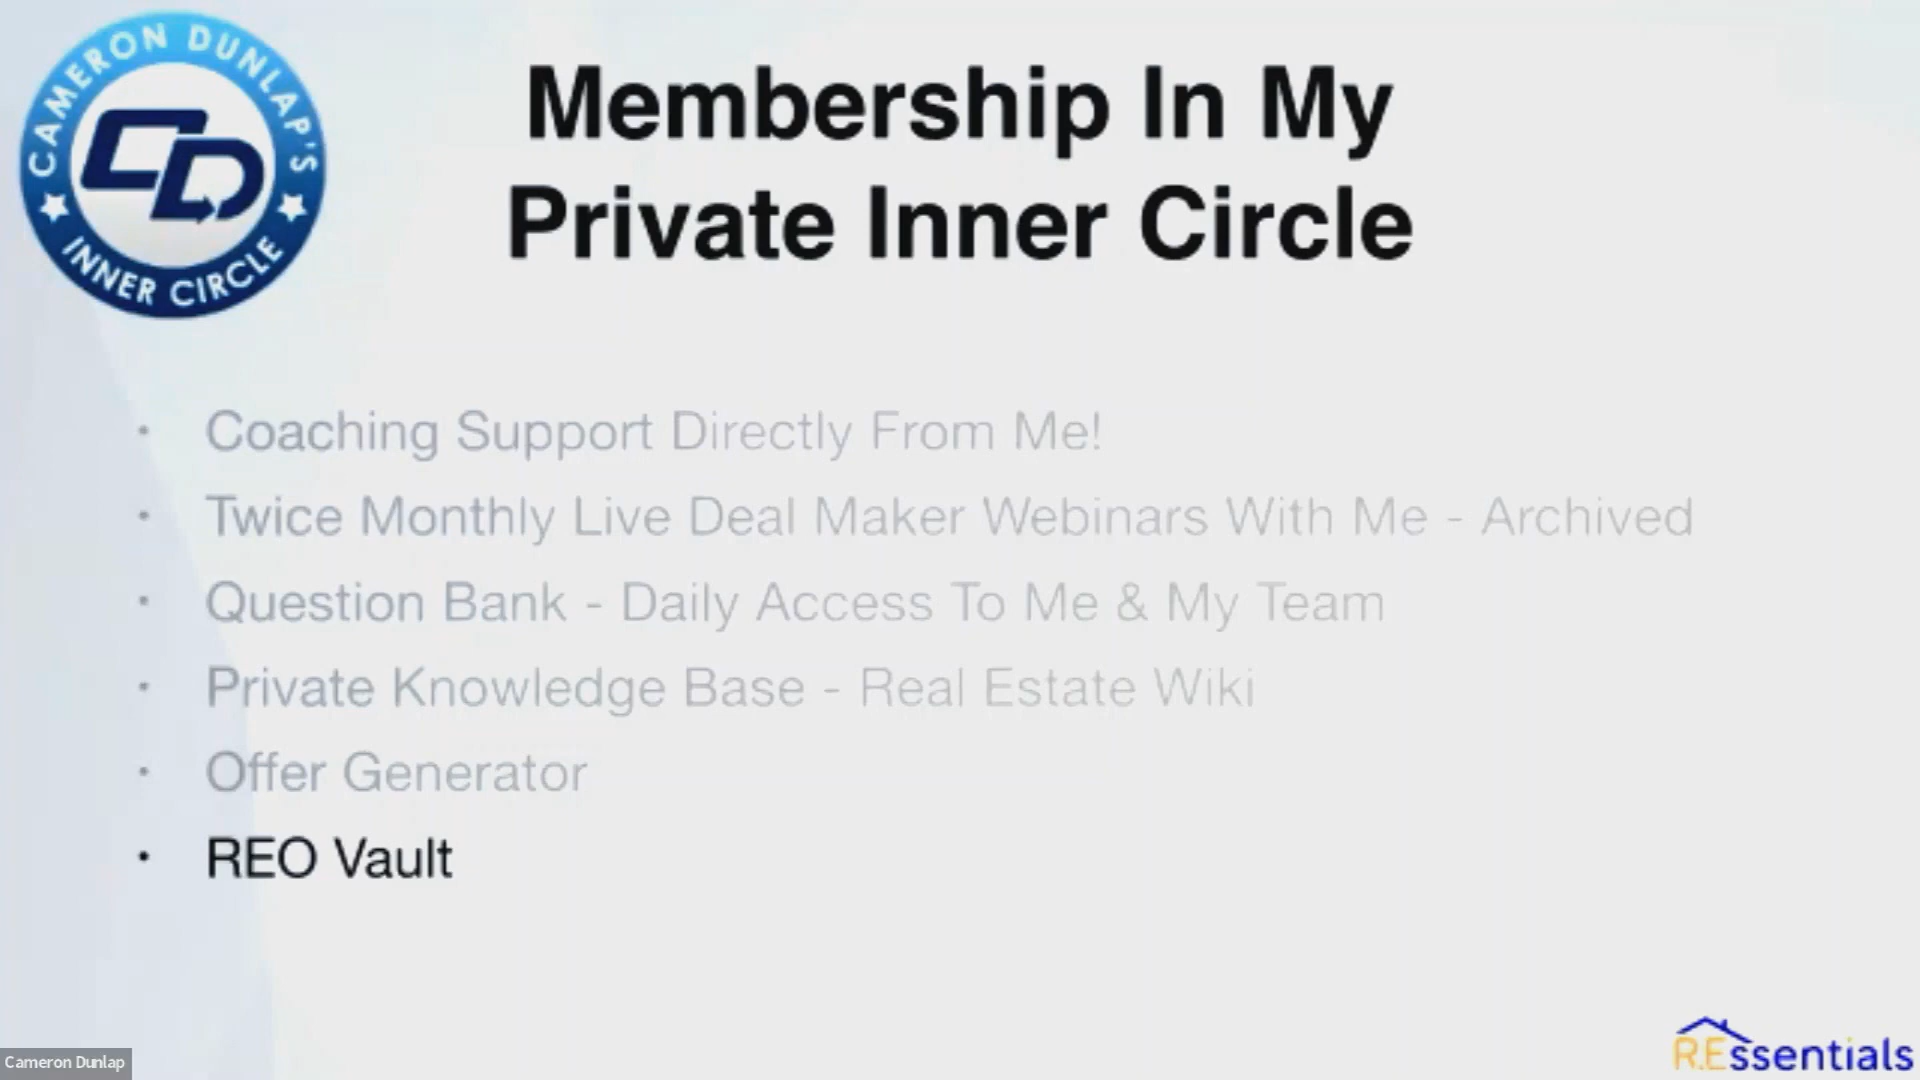 CAMERON DUNLAP'S
CD
INNER CIRCLE
Membership In My
Private Inner Circle
• Coaching Support Directly From Me!
• Twice Monthly Live Deal Maker Webinars With Me - Archived
• Question Bank - Daily Access To Me & My Team
• Private Knowledge Base - Real Estate Wiki
• Offer Generator
• REO Vault
Cameron Dunlap
R.Essentials